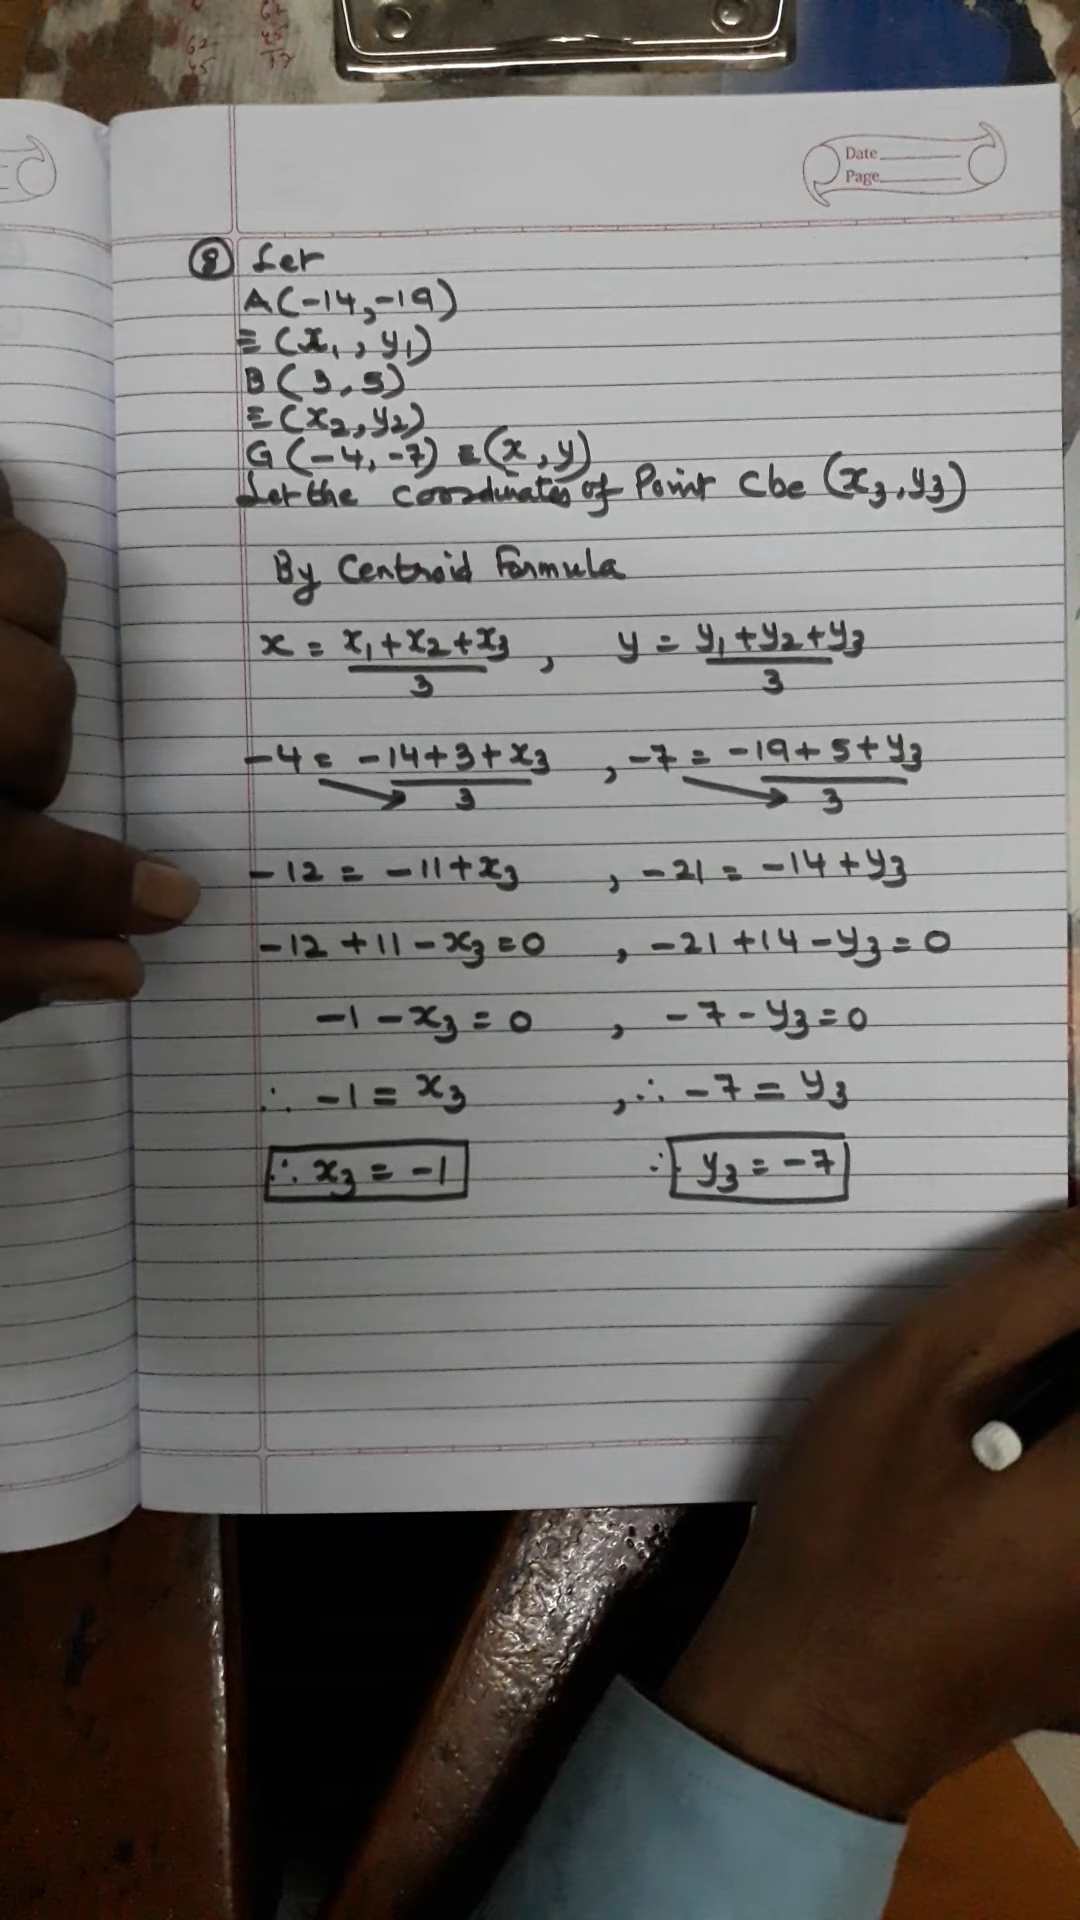 62
45
Date
Page
8 Let
A(-14,-19)
≡ (x₁, y₁)
B(3,5)
≡ (x₂,y₂)
G(-4,-7) ≡ (x,y)
Let the coordinates of Point C be (x₃,y₃)
By Centroid Formula
x = x₁+x₂+x₃ / 3 , y = y₁+y₂+y₃ / 3
-4 = -14+3+x₃ / 3 , -7 = -19+5+y₃ / 3
-12 = -11+x₃ , -21 = -14+y₃
-12+11-x₃=0 , -21+14-y₃=0
-1-x₃=0 , -7-y₃=0
∴ -1=x₃ , ∴ -7=y₃
∴ x₃=-1 ∴ y₃=-7